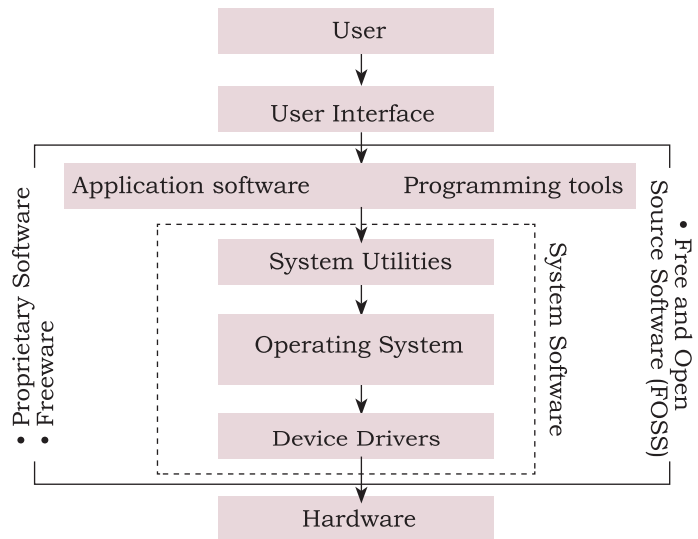 User
User Interface
Application software
Programming tools
System Utilities
Operating System
Device Drivers
System Software
Hardware
• Proprietary Software
• Freeware
• Free and Open
Source Software (FOSS)